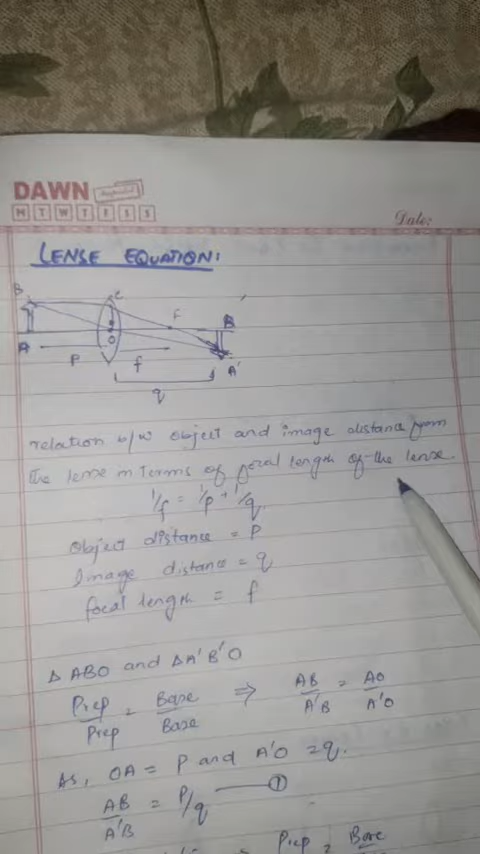 DAWN
M T W T F S S
Date:
LENSE EQUATION:
B C
F B
A O
P f A'
q
relation b/w object and image distance from
the lense in terms of focal length of the lense.
1/f = 1/p + 1/q
Object distance = P
Image distance = q
focal length = f
Δ ABO and Δ A'B'O
Prep/Prep = Base/Base ⇒ AB/A'B = AO/A'O
As, OA = P and A'O = q.
AB/A'B = P/q —— ①
Prep = Base